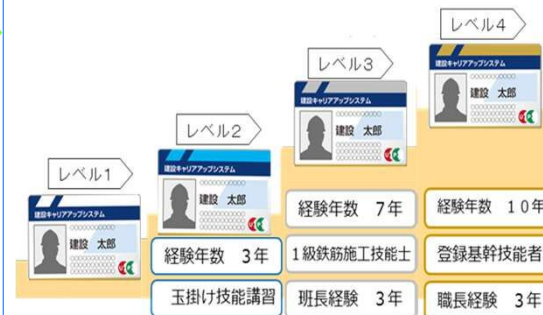 レベル1
建設キャリアアップシステム
建設 太郎
レベル2
建設キャリアアップシステム
建設 太郎
経験年数 3年
玉掛け技能講習
レベル3
建設キャリアアップシステム
建設 太郎
経験年数 7年
1級鉄筋施工技能士
班長経験 3年
レベル4
建設キャリアアップシステム
建設 太郎
経験年数 10年
登録基幹技能者
職長経験 3年